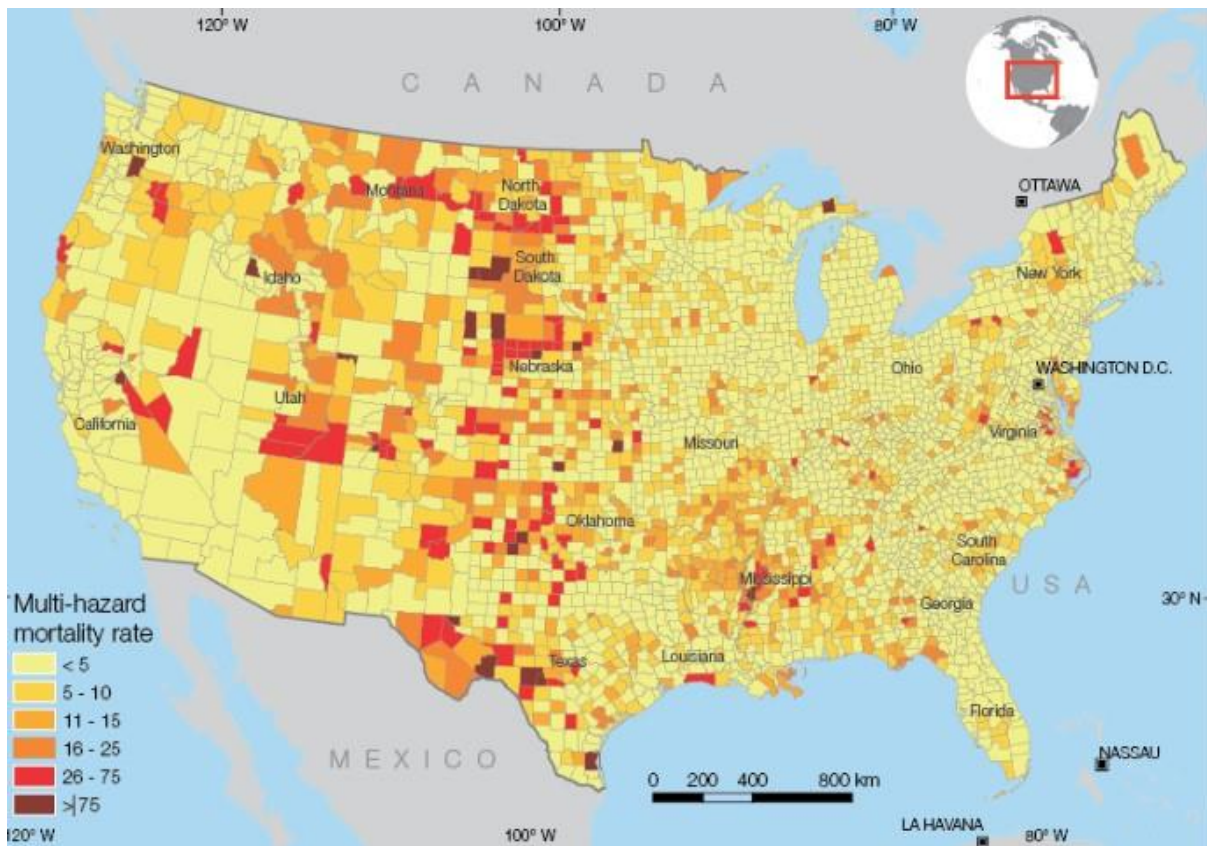 120° W
100° W
80° W
CANADA
Washington
Montana
North
Dakota
OTTAWA
South
Dakota
Idaho
New York
Nebraska
Ohio
WASHINGTON D.C.
Utah
California
Missouri
Virginia
Oklahoma
South
Carolina
Mississippi
USA
Georgia
30° N
Multi-hazard
mortality rate
< 5
5 - 10
11 - 15
16 - 25
26 - 75
>|75
Texas
Louisiana
Florida
MEXICO
NASSAU
0 200 400 800 km
LA HAVANA
120° W
100° W
80° W